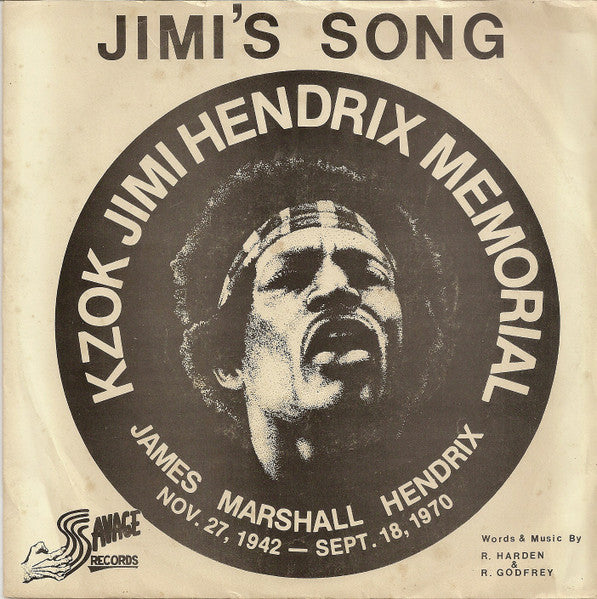 JIMI'S SONG
KZOK JIMI HENDRIX MEMORIAL
JAMES MARSHALL HENDRIX
NOV. 27, 1942 — SEPT. 18, 1970
SAVAGE
RECORDS
Words & Music By
R. HARDEN
&
R. GODFREY